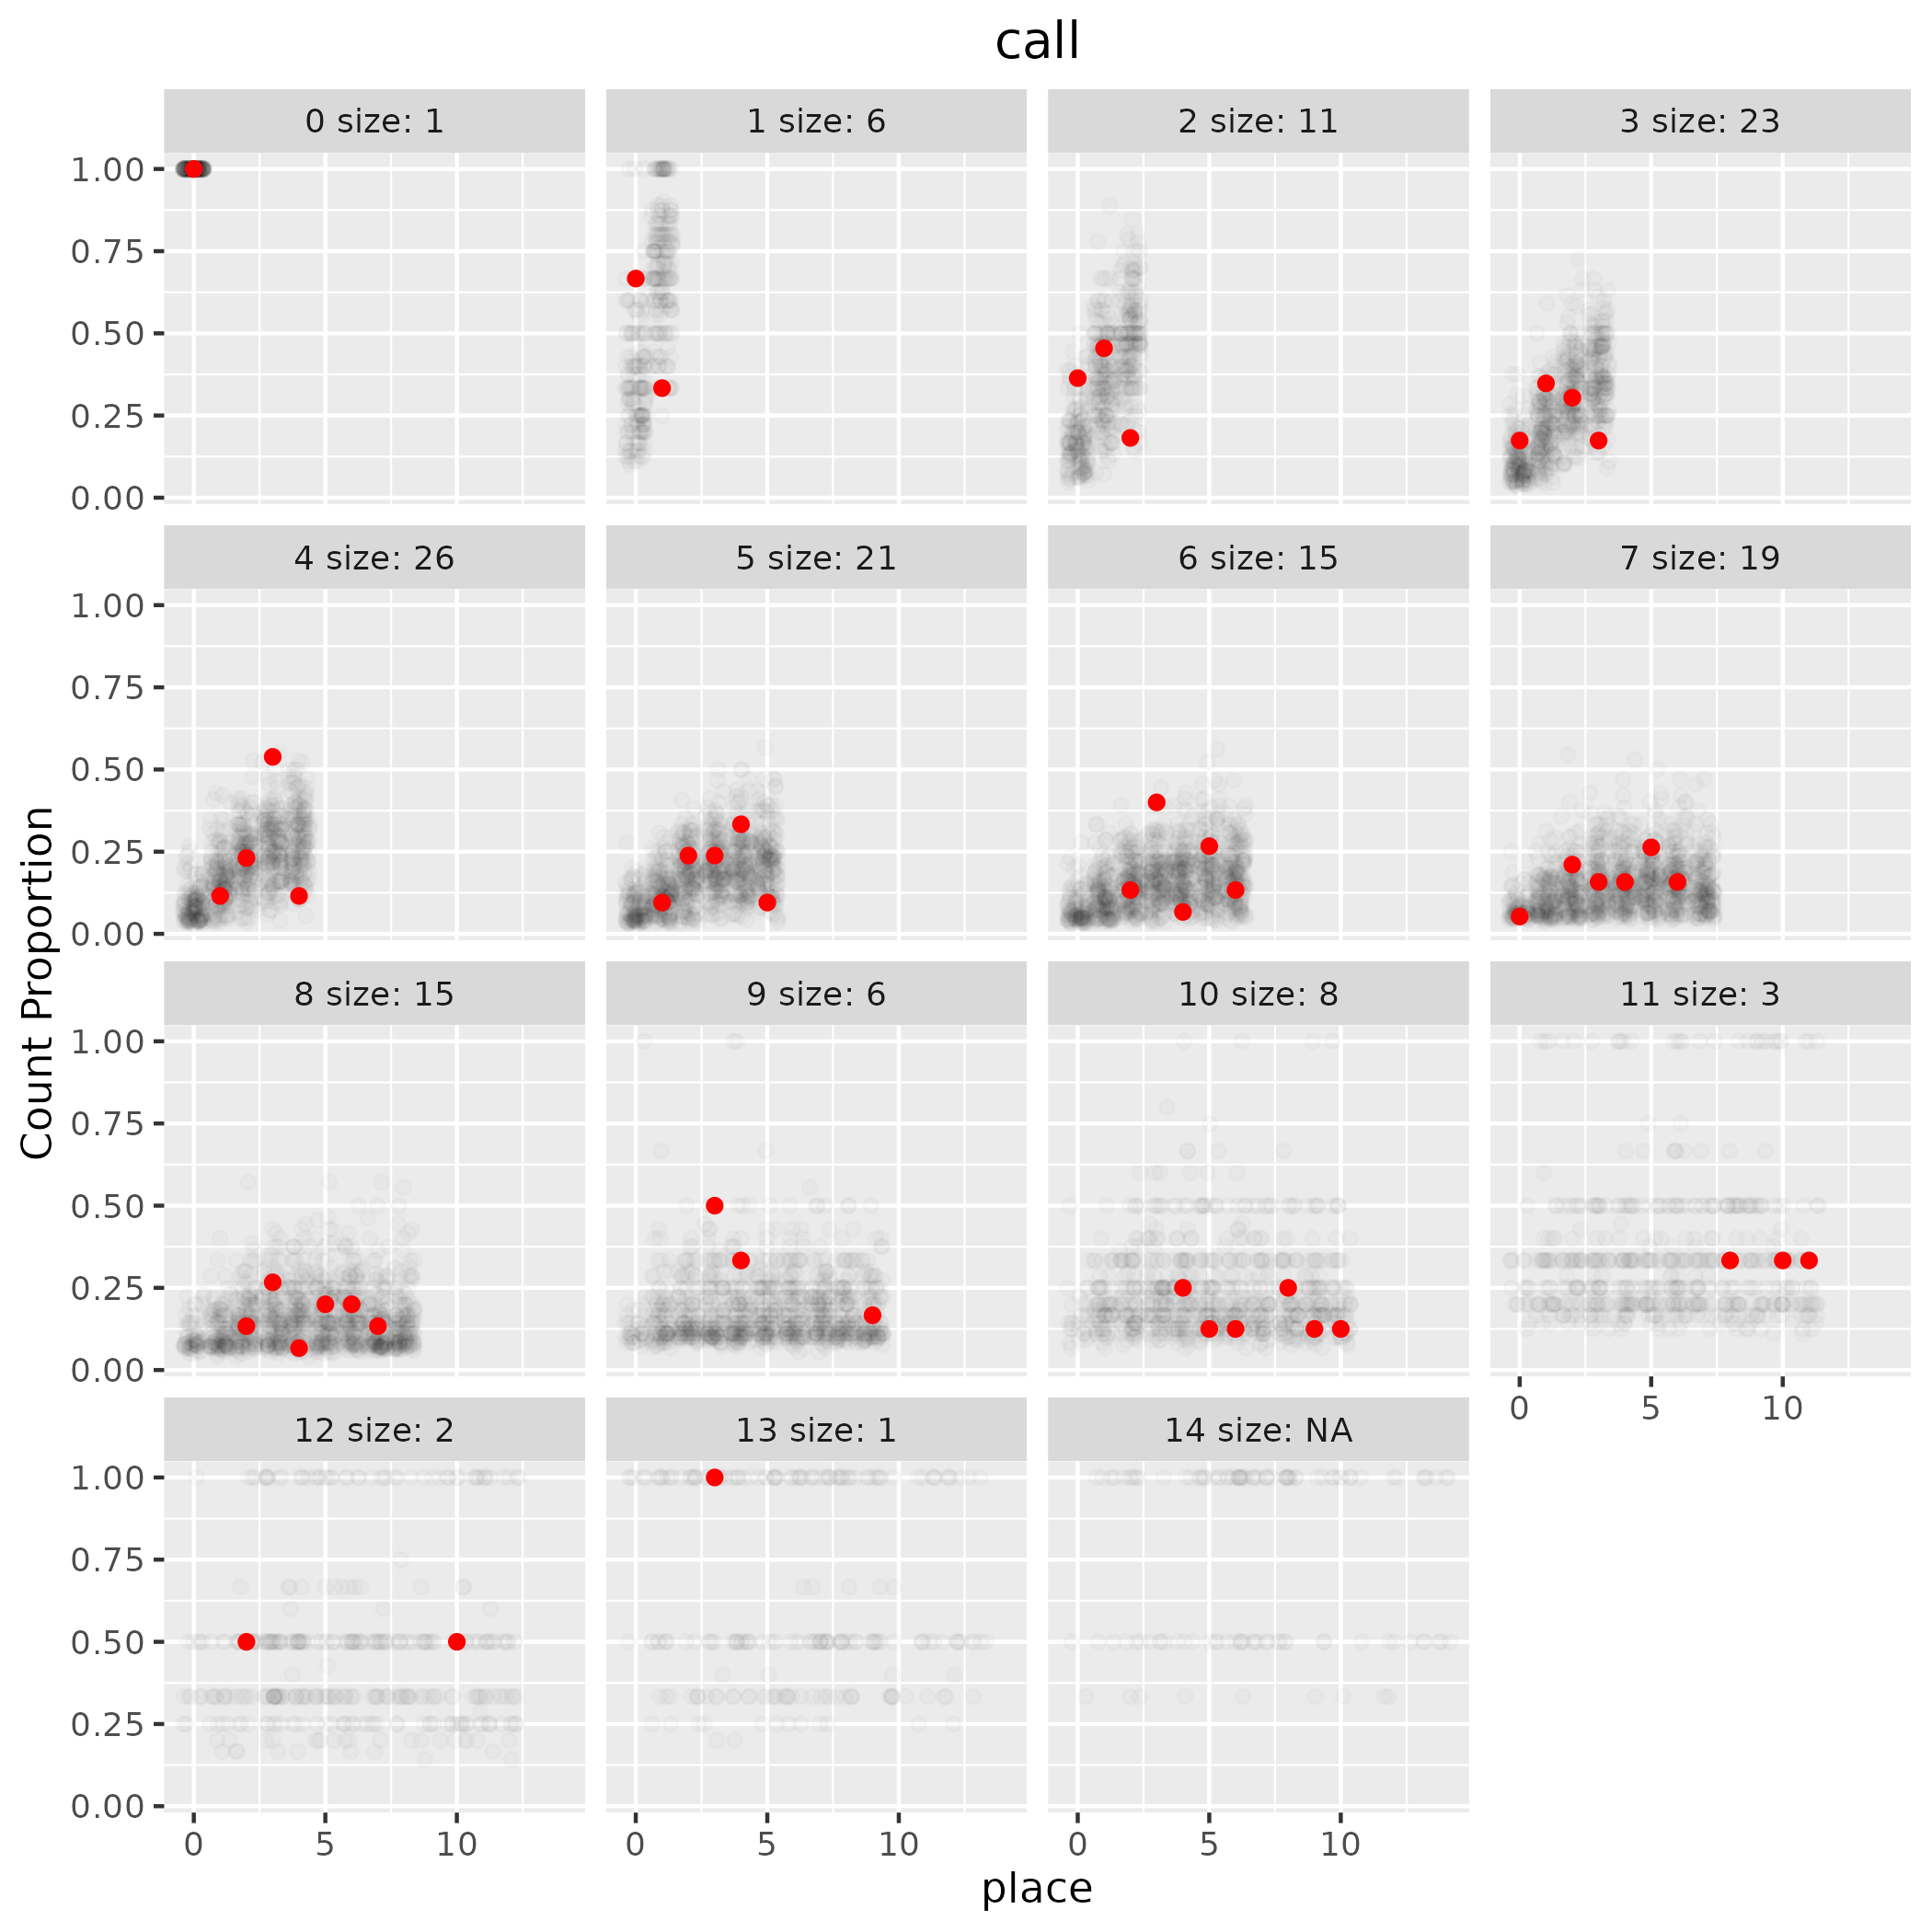 call
0 size: 1
1 size: 6
2 size: 11
3 size: 23
1.00
0.75
0.50
0.25
0.00
4 size: 26
5 size: 21
6 size: 15
7 size: 19
1.00
0.75
0.50
0.25
0.00
Count Proportion
8 size: 15
9 size: 6
10 size: 8
11 size: 3
1.00
0.75
0.50
0.25
0.00
0 5 10
12 size: 2
13 size: 1
14 size: NA
1.00
0.75
0.50
0.25
0.00
0 5 10
0 5 10
0 5 10
place